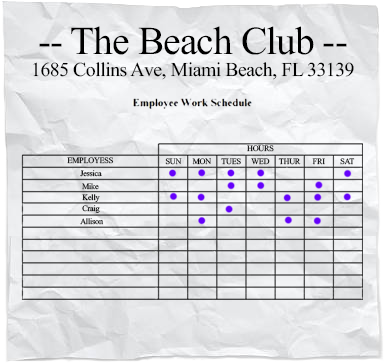 -- The Beach Club --
1685 Collins Ave, Miami Beach, FL 33139
Employee Work Schedule
HOURS
EMPLOYESS SUN MON TUES WED THUR FRI SAT
Jessica
Mike
Kelly
Craig
Allison